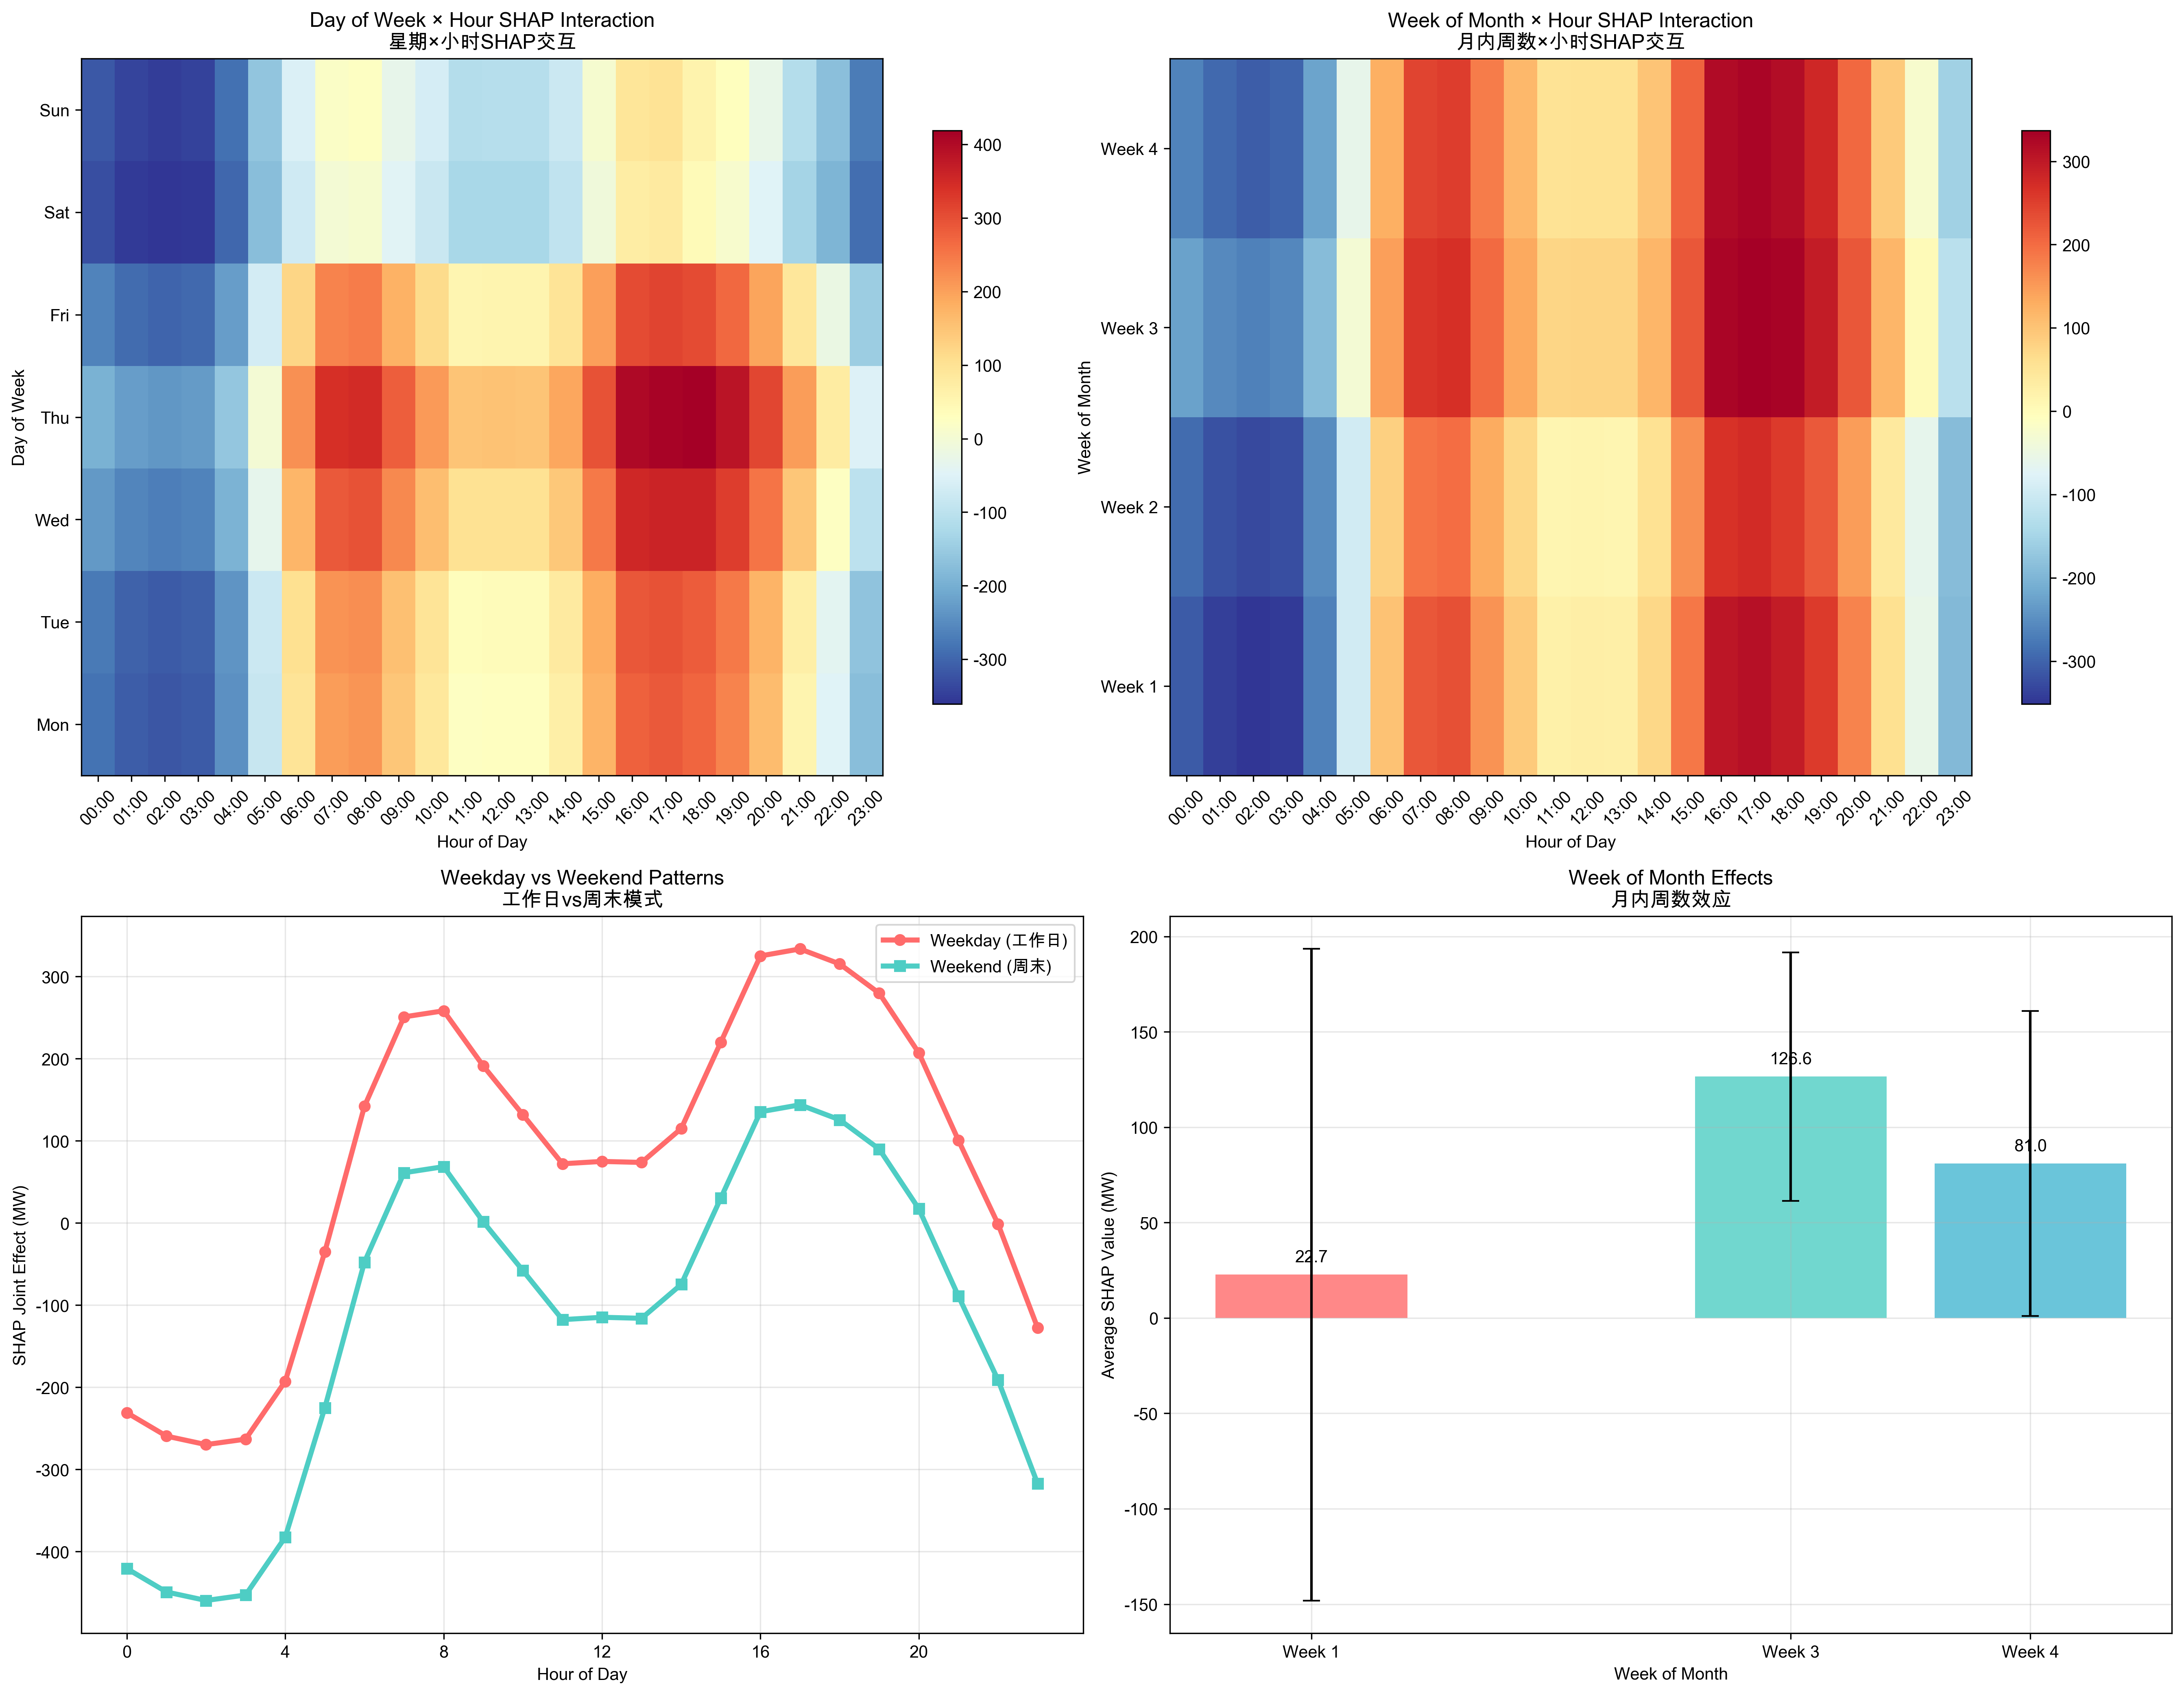 Day of Week × Hour SHAP Interaction
星期×小时SHAP交互
Day of Week
Sun
Sat
Fri
Thu
Wed
Tue
Mon
00:00 01:00 02:00 03:00 04:00 05:00 06:00 07:00 08:00 09:00 10:00 11:00 12:00 13:00 14:00 15:00 16:00 17:00 18:00 19:00 20:00 21:00 22:00 23:00
Hour of Day
400
300
200
100
0
-100
-200
-300
Week of Month × Hour SHAP Interaction
月内周数×小时SHAP交互
Week of Month
Week 4
Week 3
Week 2
Week 1
00:00 01:00 02:00 03:00 04:00 05:00 06:00 07:00 08:00 09:00 10:00 11:00 12:00 13:00 14:00 15:00 16:00 17:00 18:00 19:00 20:00 21:00 22:00 23:00
Hour of Day
300
200
100
0
-100
-200
-300
Weekday vs Weekend Patterns
工作日vs周末模式
SHAP Joint Effect (MW)
300
200
100
0
-100
-200
-300
-400
Weekday (工作日)
Weekend (周末)
0 4 8 12 16 20
Hour of Day
Week of Month Effects
月内周数效应
Average SHAP Value (MW)
200
150
100
50
0
-50
-100
-150
22.7
126.6
81.0
Week 1 Week 3 Week 4
Week of Month